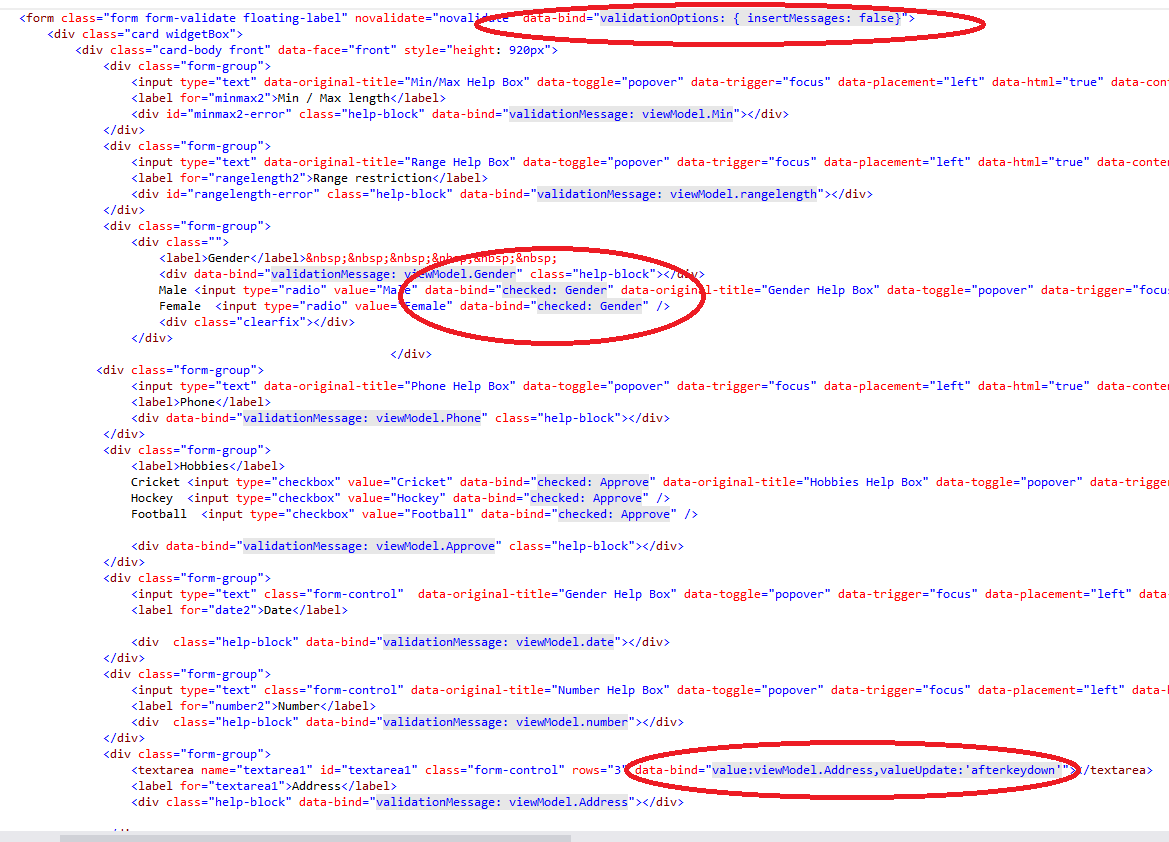 <form class="form form-validate floating-label" novalidate="novalidate" data-bind="validationOptions: { insertMessages: false}">
<div class="card widgetBox">
<div class="card-body front" data-face="front" style="height: 920px">
<div class="form-group">
<input type="text" data-original-title="Min/Max Help Box" data-toggle="popover" data-trigger="focus" data-placement="left" data-html="true" data-con
<label for="minmax2">Min / Max length</label>
<div id="minmax2-error" class="help-block" data-bind="validationMessage: viewModel.Min"></div>
</div>
<div class="form-group">
<input type="text" data-original-title="Range Help Box" data-toggle="popover" data-trigger="focus" data-placement="left" data-html="true" data-conte
<label for="rangelength2">Range restriction</label>
<div id="rangelength-error" class="help-block" data-bind="validationMessage: viewModel.rangelength"></div>
</div>
<div class="form-group">
<div class="">
<label>Gender</label>&nbsp;&nbsp;&nbsp;&nbsp;&nbsp;&nbsp;
<div data-bind="validationMessage: viewModel.Gender" class="help-block"></div>
Male <input type="radio" value="Male" data-bind="checked: Gender" data-original-title="Gender Help Box" data-toggle="popover" data-trigger="focus
Female  <input type="radio" value="Female" data-bind="checked: Gender" />
<div class="clearfix"></div>
</div>
</div>
<div class="form-group">
<input type="text" data-original-title="Phone Help Box" data-toggle="popover" data-trigger="focus" data-placement="left" data-html="true" data-conte
<label>Phone</label>
<div data-bind="validationMessage: viewModel.Phone" class="help-block"></div>
</div>
<div class="form-group">
<label>Hobbies</label>
Cricket <input type="checkbox" value="Cricket" data-bind="checked: Approve" data-original-title="Hobbies Help Box" data-toggle="popover" data-trigge
Hockey  <input type="checkbox" value="Hockey" data-bind="checked: Approve" />
Football  <input type="checkbox" value="Football" data-bind="checked: Approve" />
<div data-bind="validationMessage: viewModel.Approve" class="help-block"></div>
</div>
<div class="form-group">
<input type="text" class="form-control"  data-original-title="Gender Help Box" data-toggle="popover" data-trigger="focus" data-placement="left" data-
<label for="date2">Date</label>
<div  class="help-block" data-bind="validationMessage: viewModel.date"></div>
</div>
<div class="form-group">
<input type="text" class="form-control" data-original-title="Number Help Box" data-toggle="popover" data-trigger="focus" data-placement="left" data-
<label for="number2">Number</label>
<div  class="help-block" data-bind="validationMessage: viewModel.number"></div>
</div>
<div class="form-group">
<textarea name="textarea1" id="textarea1" class="form-control" rows="3" data-bind="value:viewModel.Address,valueUpdate:'afterkeydown'"></textarea>
<label for="textarea1">Address</label>
<div class="help-block" data-bind="validationMessage: viewModel.Address"></div>